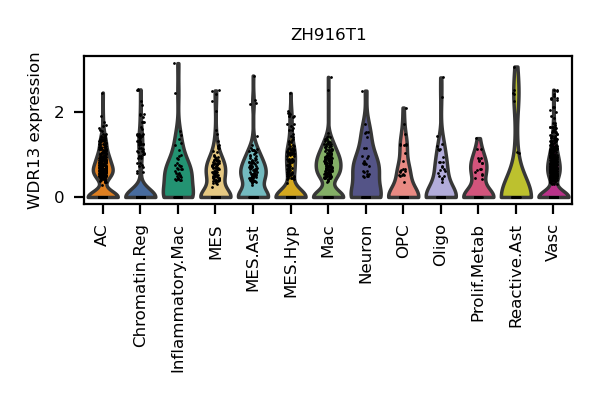 ZH916T1
WDR13 expression
2
0
AC
Chromatin.Reg
Inflammatory.Mac
MES
MES.Ast
MES.Hyp
Mac
Neuron
OPC
Oligo
Prolif.Metab
Reactive.Ast
Vasc